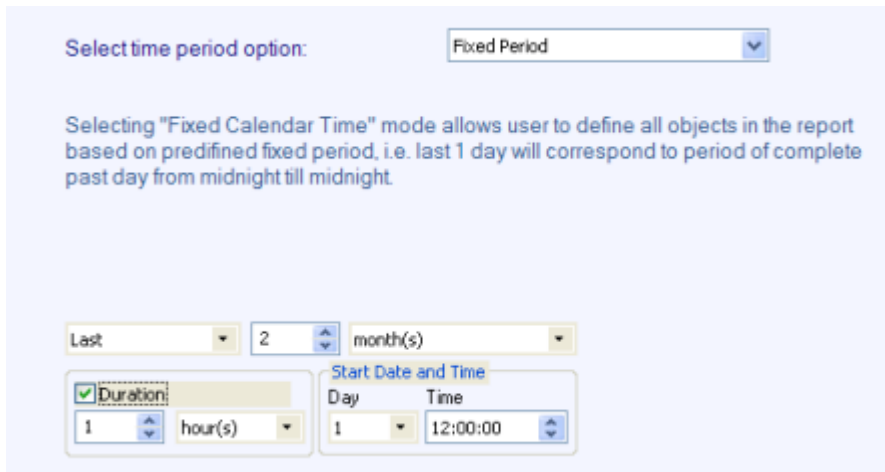 Select time period option: Fixed Period
Selecting "Fixed Calendar Time" mode allows user to define all objects in the report
based on predifined fixed period, i.e. last 1 day will correspond to period of complete
past day from midnight till midnight.
Last 2 month(s)
Start Date and Time
Duration Day Time
1 hour(s) 1 12:00:00